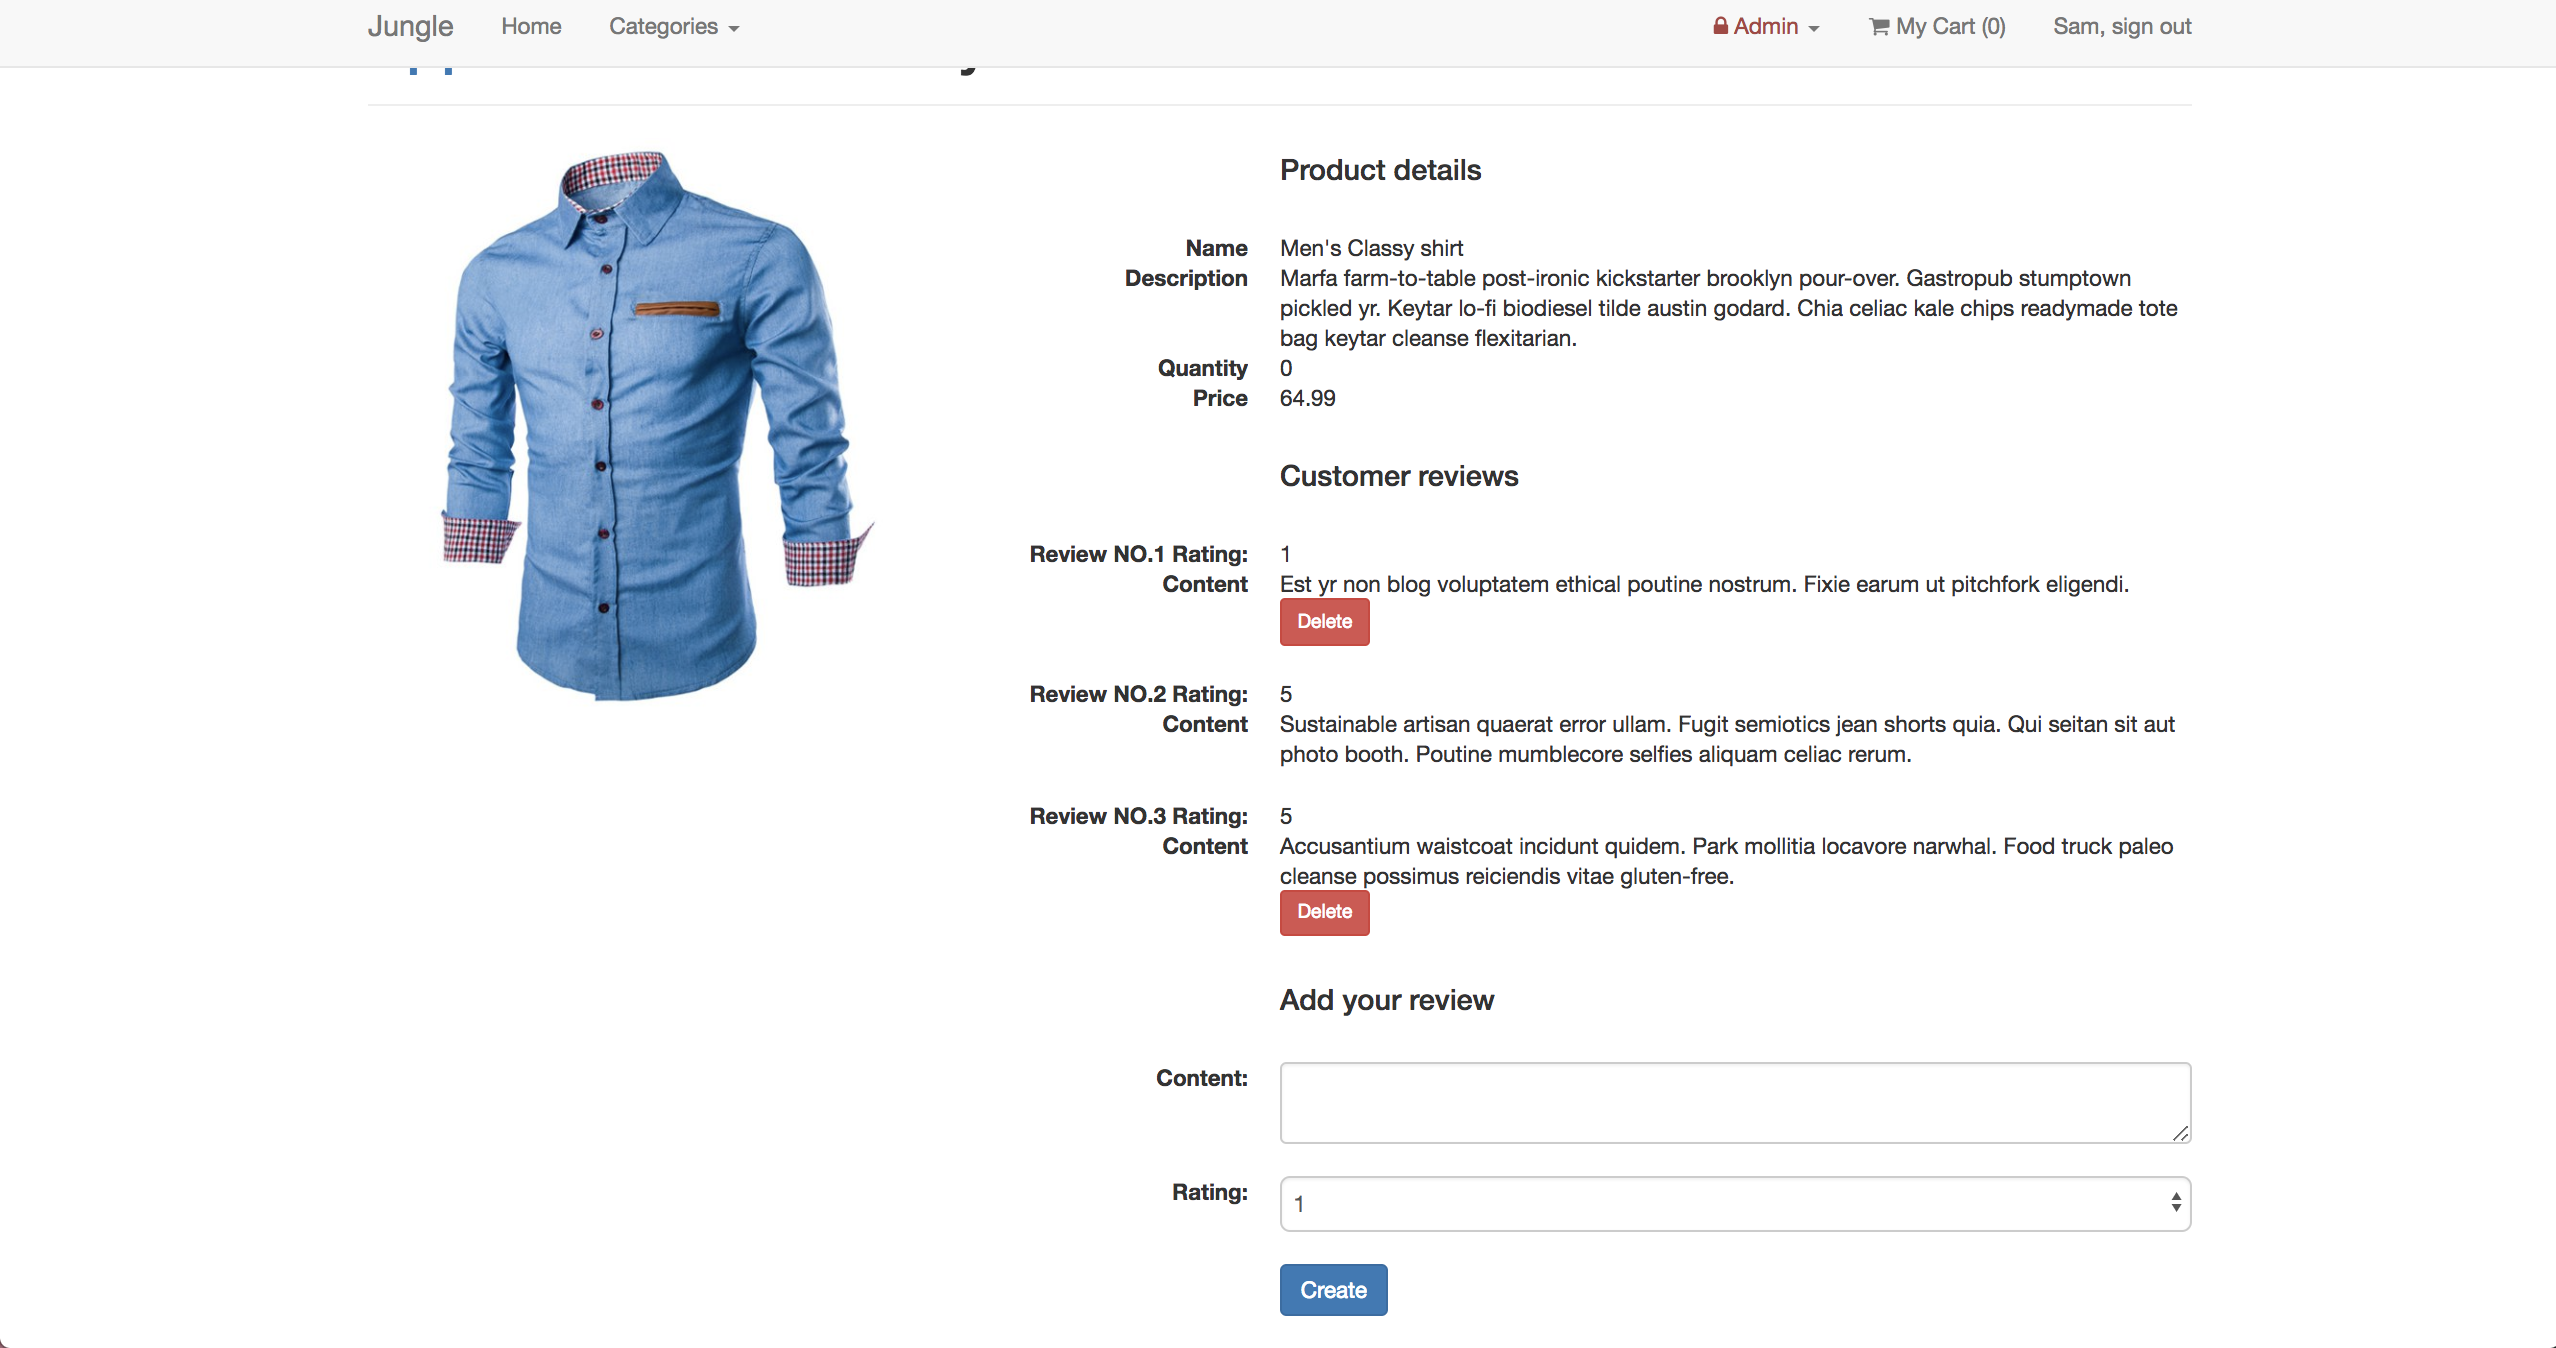 Jungle Home Categories Admin My Cart (0) Sam, sign out
Product details
Name Men's Classy shirt
Description Marfa farm-to-table post-ironic kickstarter brooklyn pour-over. Gastropub stumptown
pickled yr. Keytar lo-fi biodiesel tilde austin godard. Chia celiac kale chips readymade tote
bag keytar cleanse flexitarian.
Quantity 0
Price 64.99
Customer reviews
Review NO.1 Rating: 1
Content Est yr non blog voluptatem ethical poutine nostrum. Fixie earum ut pitchfork eligendi.
Delete
Review NO.2 Rating: 5
Content Sustainable artisan quaerat error ullam. Fugit semiotics jean shorts quia. Qui seitan sit aut
photo booth. Poutine mumblecore selfies aliquam celiac rerum.
Review NO.3 Rating: 5
Content Accusantium waistcoat incidunt quidem. Park mollitia locavore narwhal. Food truck paleo
cleanse possimus reiciendis vitae gluten-free.
Delete
Add your review
Content:
Rating: 1
Create